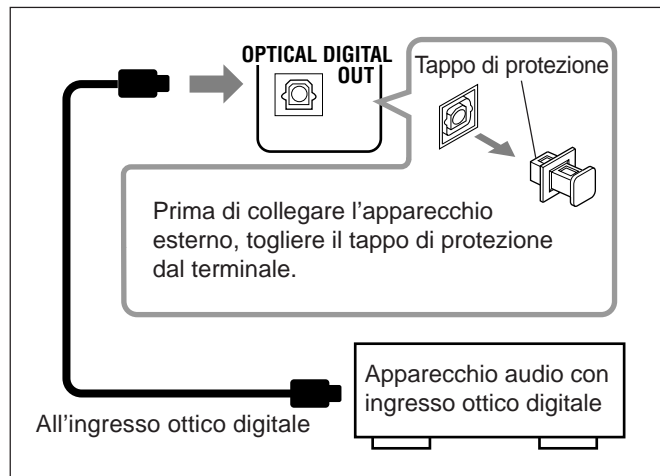 OPTICAL DIGITAL
OUT
Tappo di protezione
Prima di collegare l'apparecchio
esterno, togliere il tappo di protezione
dal terminale.
Apparecchio audio con
ingresso ottico digitale
All'ingresso ottico digitale